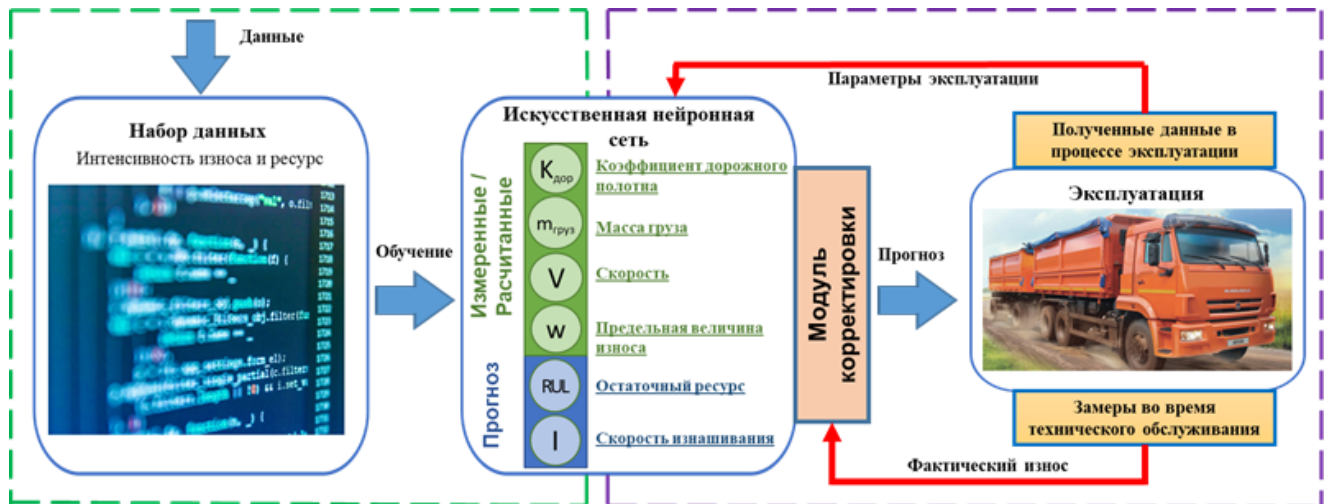 Данные
Набор данных
Интенсивность износа и ресурс
Обучение
Искусственная нейронная
сеть
Измеренные /
Расчитанные
Прогноз
Kдор
Коэффициент дорожного
полотна
mгруз
Масса груза
V
Скорость
w
Предельная величина
износа
RUL
Остаточный ресурс
I
Скорость изнашивания
Модуль
корректировки
Прогноз
Параметры эксплуатации
Полученные данные в
процессе эксплуатации
Эксплуатация
Замеры во время
технического обслуживания
Фактический износ